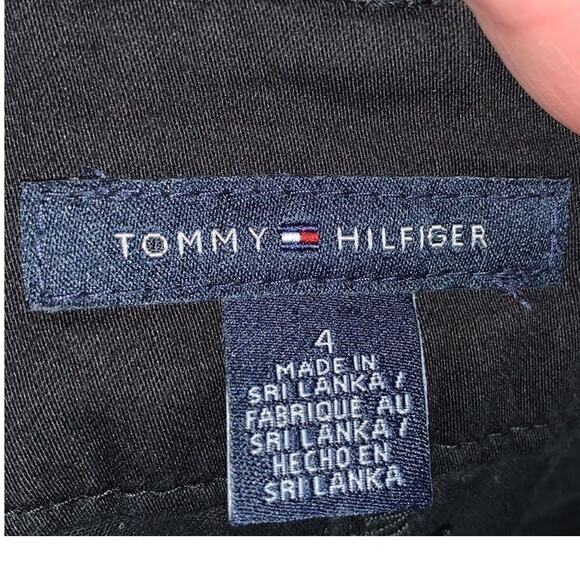 TOMMY HILFIGER
4
MADE IN
SRI LANKA /
FABRIQUE AU
SRI LANKA /
HECHO EN
SRI LANKA